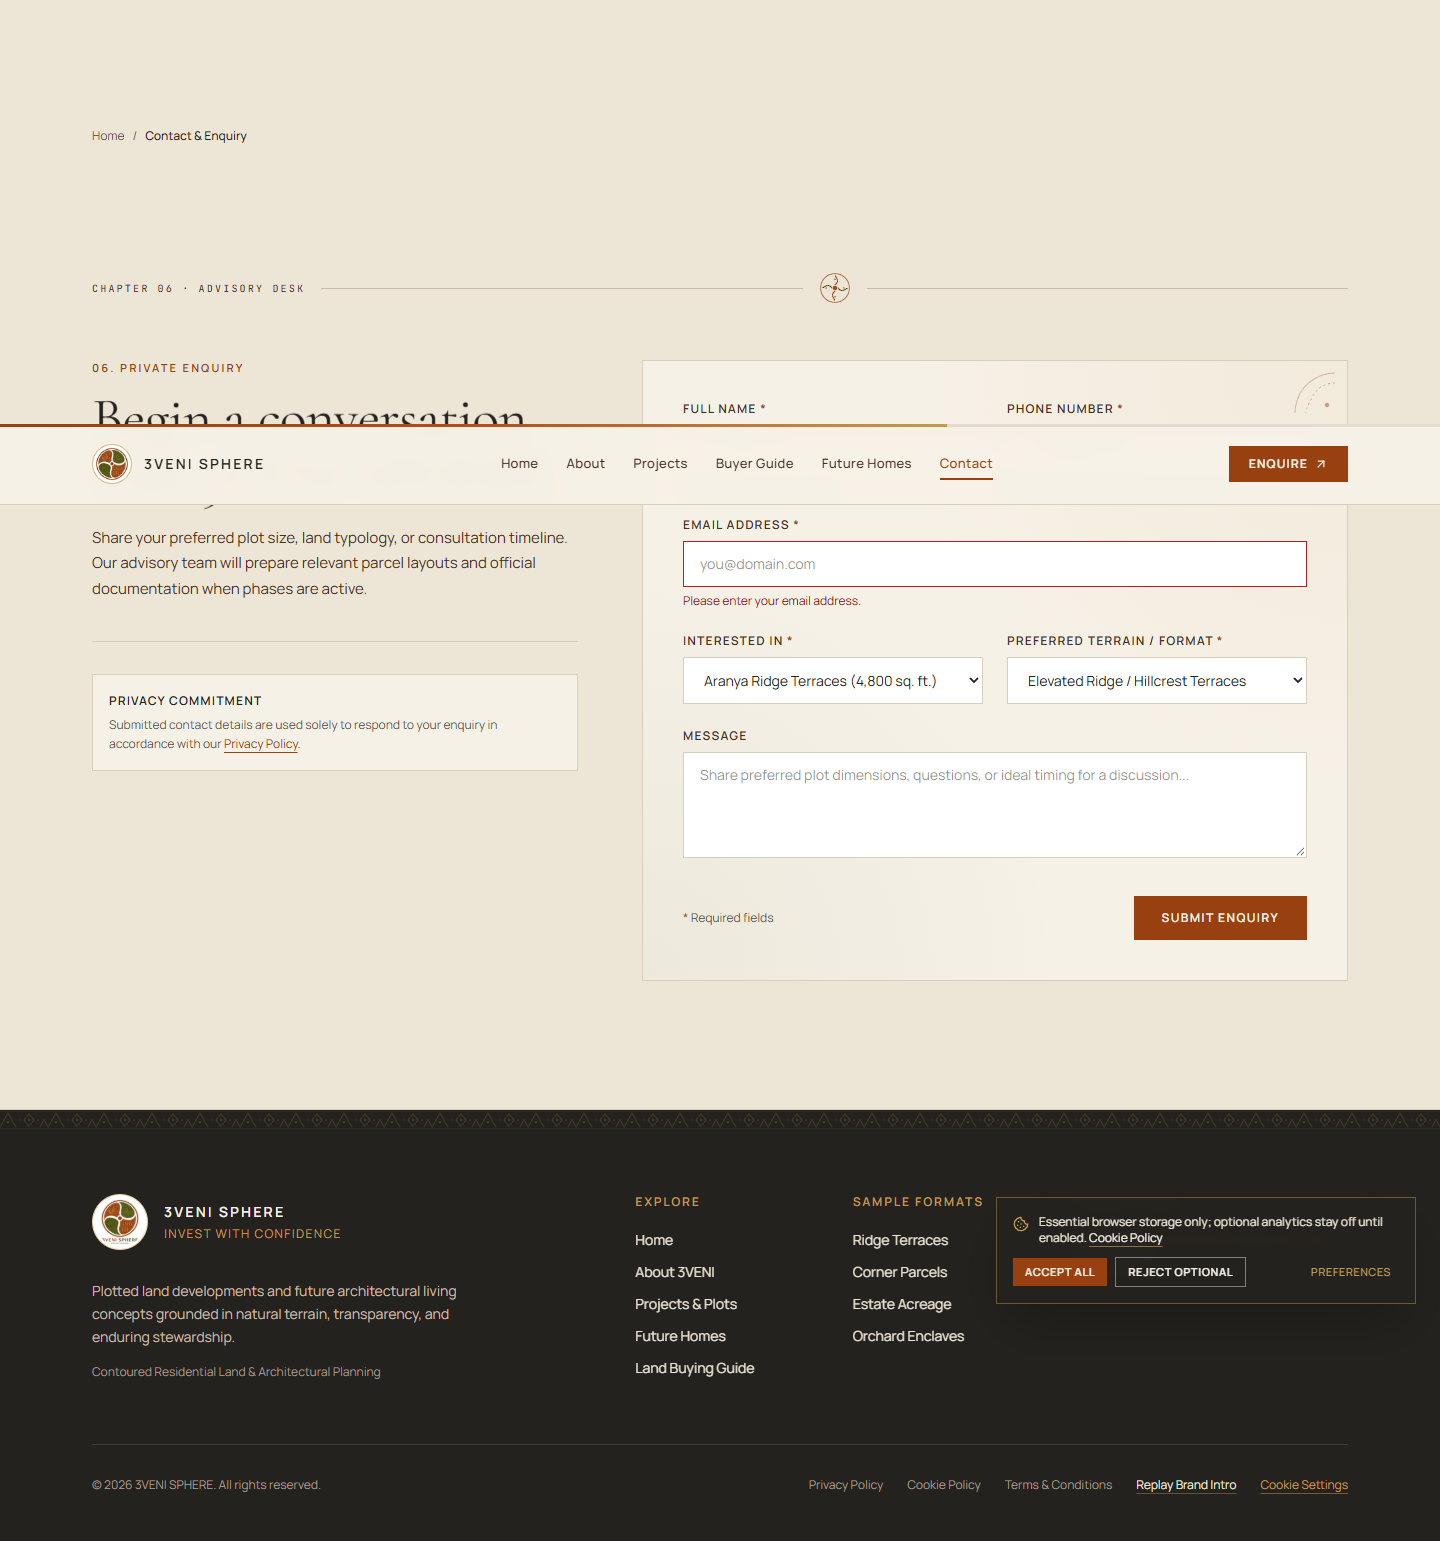 Home / Contact & Enquiry
CHAPTER 06 · ADVISORY DESK
06. PRIVATE ENQUIRY
Begin a conversation
FULL NAME *
PHONE NUMBER *
3VENI SPHERE
Home
About
Projects
Buyer Guide
Future Homes
Contact
ENQUIRE
Share your preferred plot size, land typology, or consultation timeline.
Our advisory team will prepare relevant parcel layouts and official
documentation when phases are active.
PRIVACY COMMITMENT
Submitted contact details are used solely to respond to your enquiry in
accordance with our Privacy Policy.
EMAIL ADDRESS *
you@domain.com
Please enter your email address.
INTERESTED IN *
PREFERRED TERRAIN / FORMAT *
Aranya Ridge Terraces (4,800 sq. ft.)
Elevated Ridge / Hillcrest Terraces
MESSAGE
Share preferred plot dimensions, questions, or ideal timing for a discussion...
* Required fields
SUBMIT ENQUIRY
3VENI SPHERE
3VENI SPHERE
INVEST WITH CONFIDENCE
Plotted land developments and future architectural living
concepts grounded in natural terrain, transparency, and
enduring stewardship.
Contoured Residential Land & Architectural Planning
EXPLORE
Home
About 3VENI
Projects & Plots
Future Homes
Land Buying Guide
SAMPLE FORMATS
Ridge Terraces
Corner Parcels
Estate Acreage
Orchard Enclaves
Essential browser storage only; optional analytics stay off until
enabled. Cookie Policy
ACCEPT ALL
REJECT OPTIONAL
PREFERENCES
© 2026 3VENI SPHERE. All rights reserved.
Privacy Policy
Cookie Policy
Terms & Conditions
Replay Brand Intro
Cookie Settings